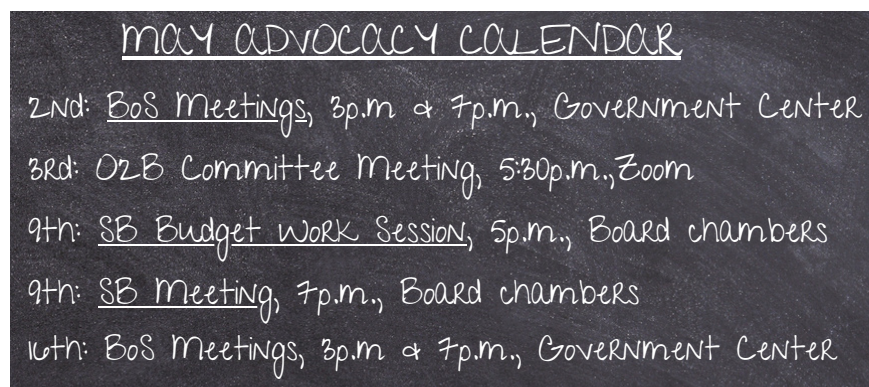 MAY ADVOCACY CALENDAR
2Nd: BoS Meetings, 3p.m & 7p.m., Government Center
3Rd: O2B Committee Meeting, 5:30p.m.,Zoom
9th: SB Budget Work Session, 5p.m., Board chambers
9th: SB Meeting, 7p.m., Board chambers
16th: BoS Meetings, 3p.m & 7p.m., Government Center